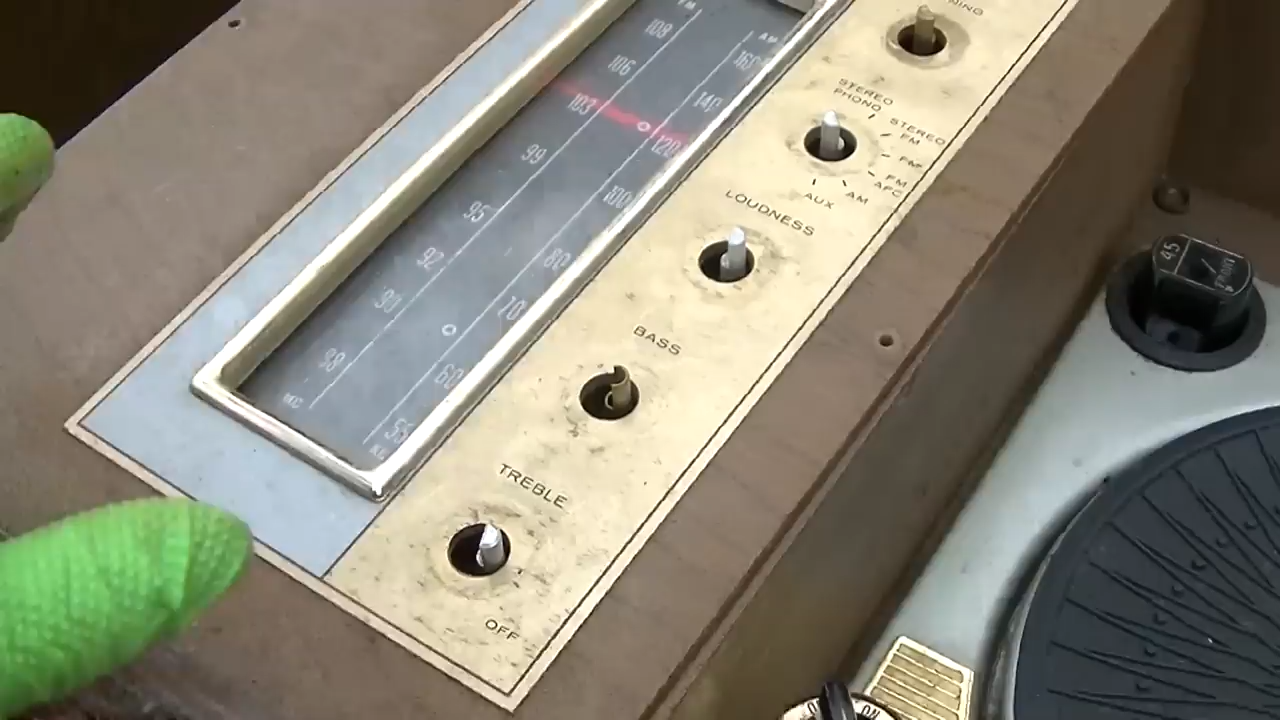 FM
108
106
103
99
95
92
90
88
MC
AM
160
140
120
100
80
70
60
55
STEREO
PHONO
STEREO
FM
FM
FM
AFC
AM
AUX
LOUDNESS
BASS
TREBLE
OFF
45
ON